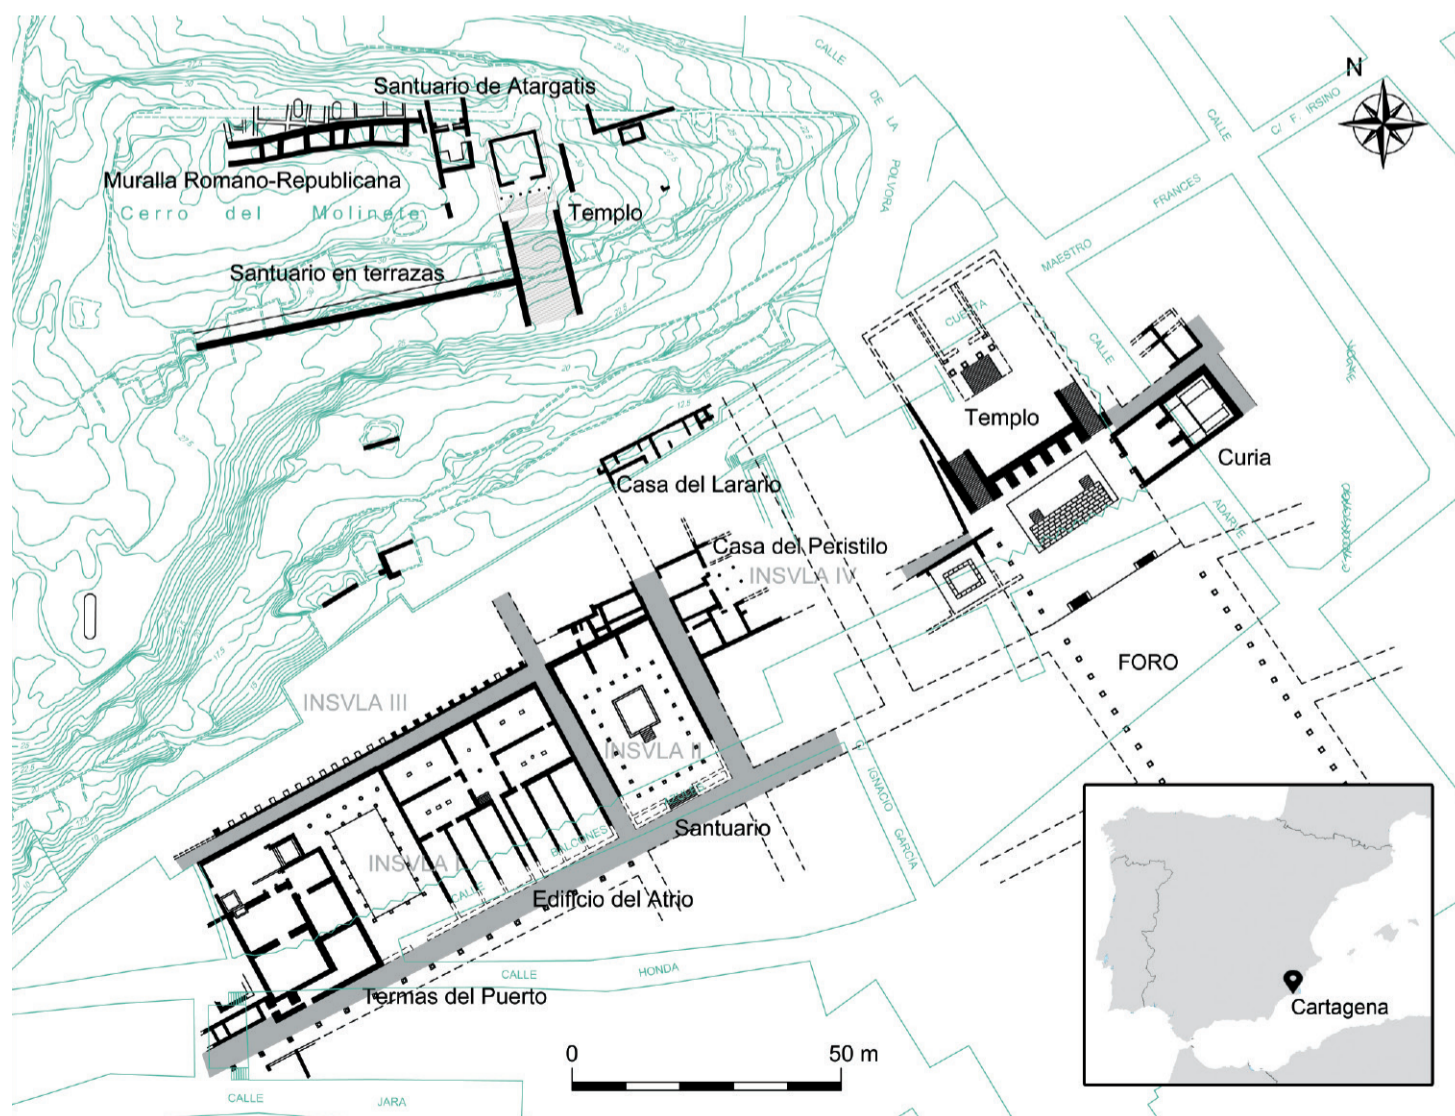 CALLE
DE LA
POLVORA
Santuario de Atargatis
Muralla Romano-Republicana
Cerro del Molinete
Templo
Santuario en terrazas
N
CALLE
C/ F. IRSINO
FRANCES
MAESTRO
CALLE
CUESTA
Templo
Curia
ADARVE
Casa del Larario
Casa del Peristilo
INSVLA IV
FORO
INSVLA III
INSVLA II
INSVLA I
Santuario
BALCONES
CALLE
IGNACIO
GARCÍA
Edificio del Atrio
CALLE HONDA
Termas del Puerto
0 50 m
CALLE JARA
Cartagena